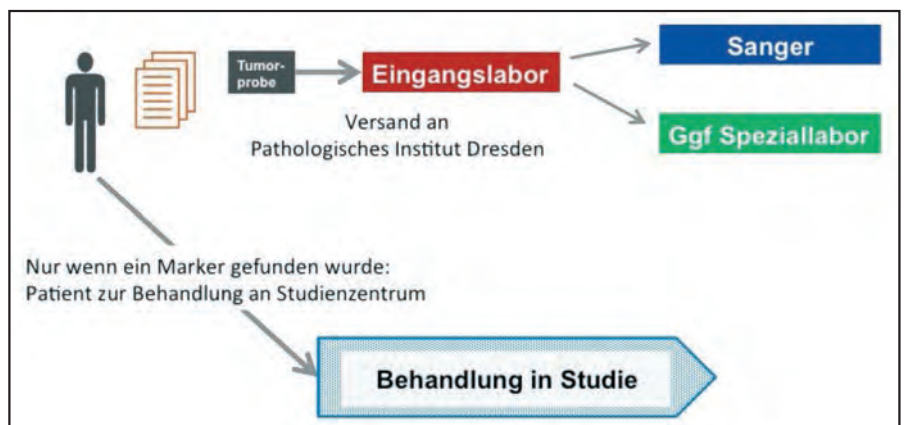 Tumor-
probe
Eingangslabor
Sanger
Versand an
Pathologisches Institut Dresden
Ggf Speziallabor
Nur wenn ein Marker gefunden wurde:
Patient zur Behandlung an Studienzentrum
Behandlung in Studie